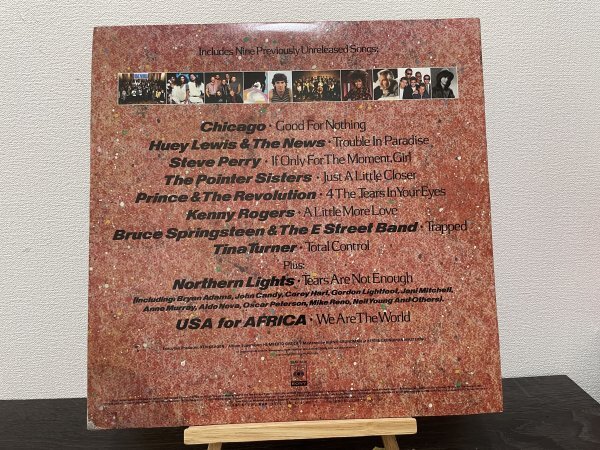 Includes Nine Previously Unreleased Songs:
Chicago · Good For Nothing
Huey Lewis & The News · Trouble In Paradise
Steve Perry · If Only For The Moment, Girl
The Pointer Sisters · Just A Little Closer
Prince & The Revolution · 4 The Tears In Your Eyes
Kenny Rogers · A Little More Love
Bruce Springsteen & The E Street Band · Trapped
Tina Turner · Total Control
Plus:
Northern Lights · Tears Are Not Enough
(Including: Bryan Adams, John Candy, Corey Hart, Gordon Lightfoot, Joni Mitchell,
Anne Murray, Aldo Nova, Oscar Peterson, Mike Reno, Neil Young And Others).
USA for AFRICA · We Are The World